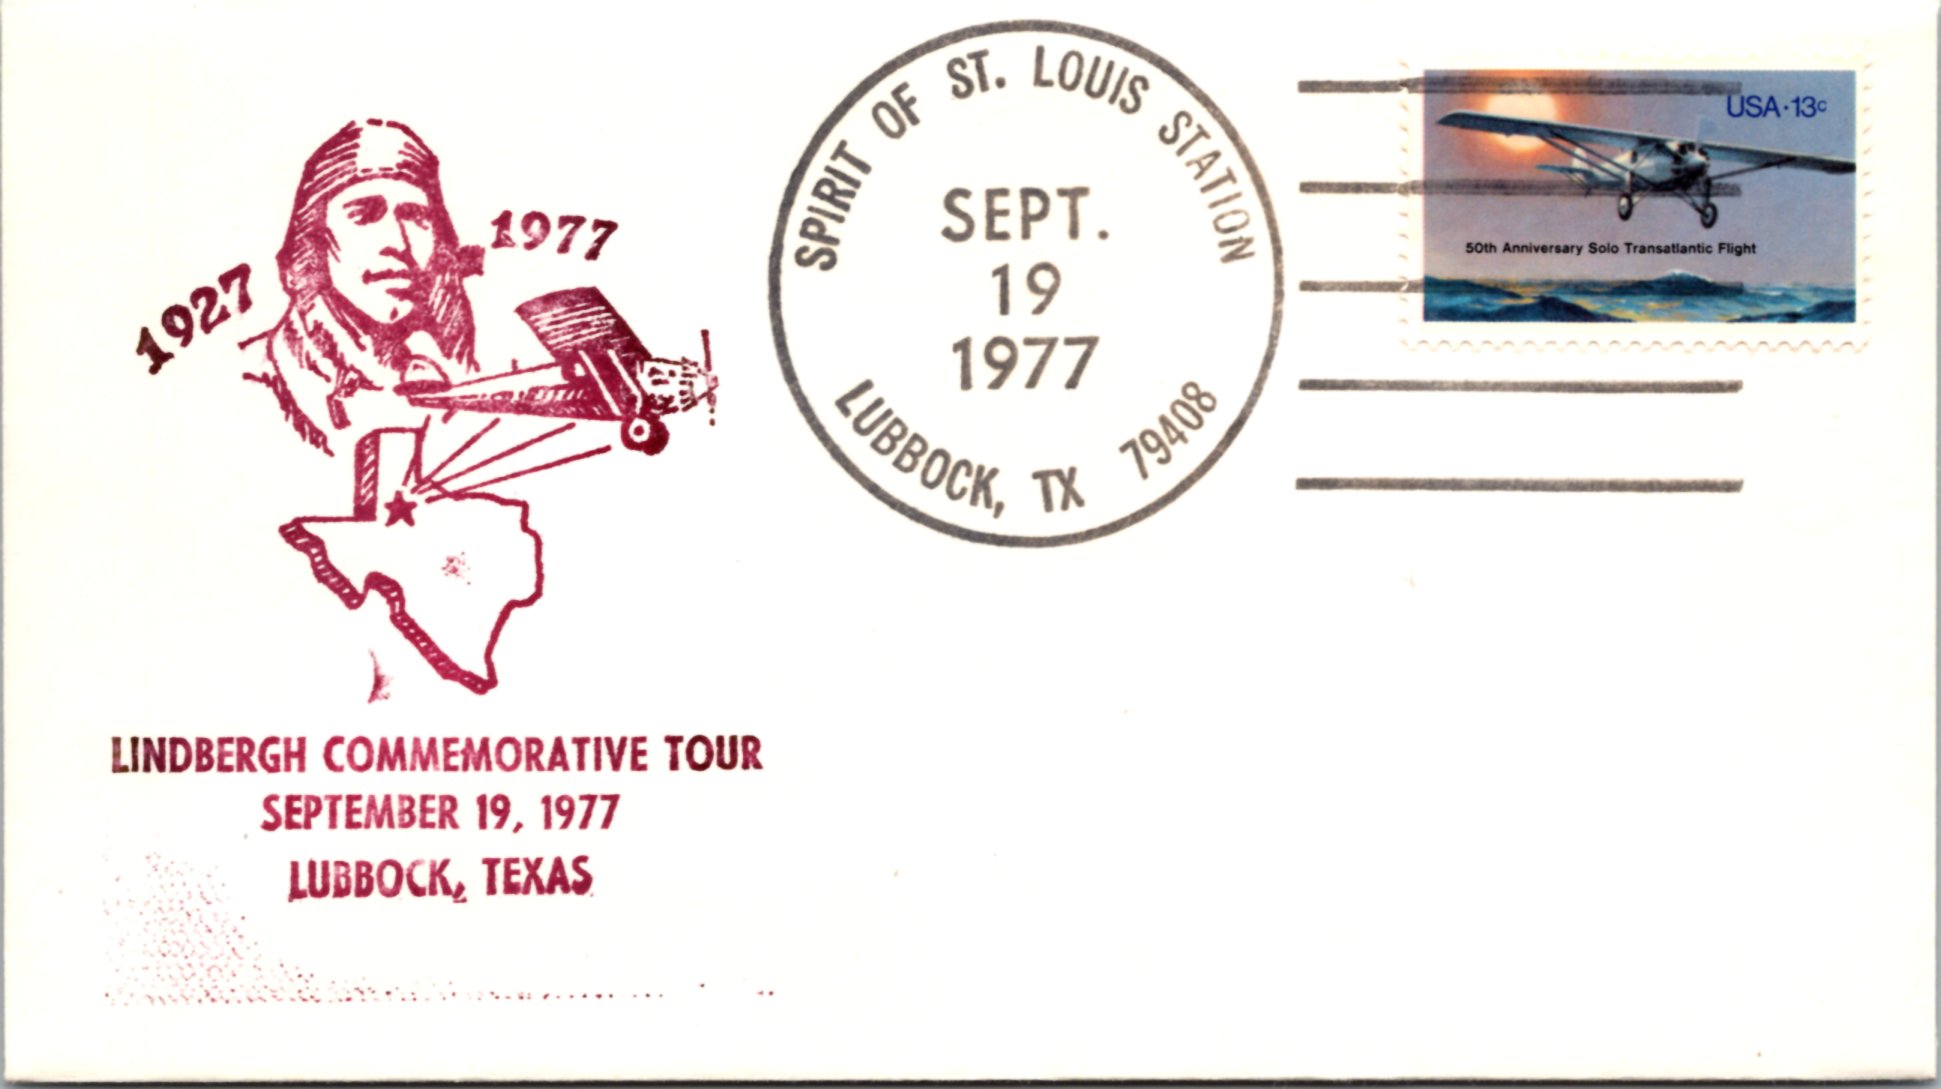 1927
1977
LINDBERGH COMMEMORATIVE TOUR
SEPTEMBER 19, 1977
LUBBOCK, TEXAS
SPIRIT OF ST. LOUIS STATION
SEPT.
19
1977
LUBBOCK, TX 79408
USA·13c
50th Anniversary Solo Transatlantic Flight